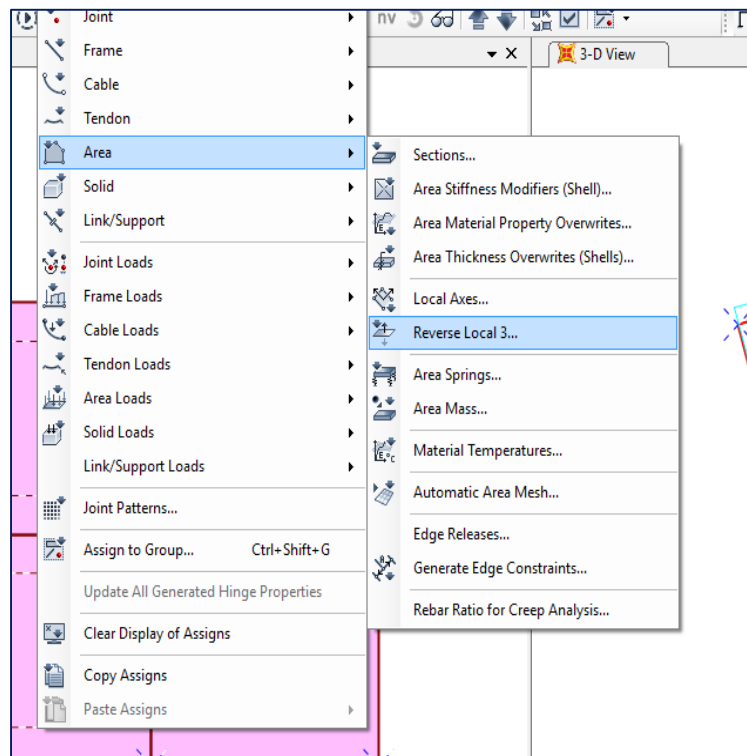 Joint
nv
Frame
3-D View
Cable
Tendon
Area
Sections...
Solid
Area Stiffness Modifiers (Shell)...
Link/Support
Area Material Property Overwrites...
Area Thickness Overwrites (Shells)...
Joint Loads
Frame Loads
Local Axes...
Cable Loads
Reverse Local 3...
Tendon Loads
Area Springs...
Area Loads
Area Mass...
Solid Loads
Material Temperatures...
Link/Support Loads
Automatic Area Mesh...
Joint Patterns...
Edge Releases...
Assign to Group... Ctrl+Shift+G
Generate Edge Constraints...
Update All Generated Hinge Properties
Rebar Ratio for Creep Analysis...
Clear Display of Assigns
Copy Assigns
Paste Assigns